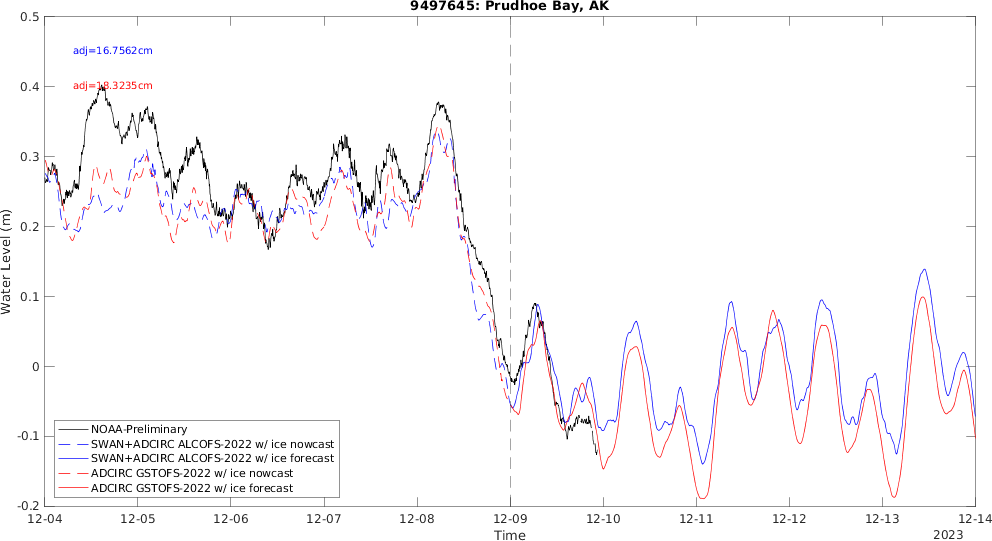 9497645: Prudhoe Bay, AK
adj=16.7562cm
adj=18.3235cm
Water Level (m)
0.5
0.4
0.3
0.2
0.1
0
-0.1
-0.2
NOAA-Preliminary
SWAN+ADCIRC ALCOFS-2022 w/ ice nowcast
SWAN+ADCIRC ALCOFS-2022 w/ ice forecast
ADCIRC GSTOFS-2022 w/ ice nowcast
ADCIRC GSTOFS-2022 w/ ice forecast
12-04 12-05 12-06 12-07 12-08 12-09 12-10 12-11 12-12 12-13 12-14
Time
2023